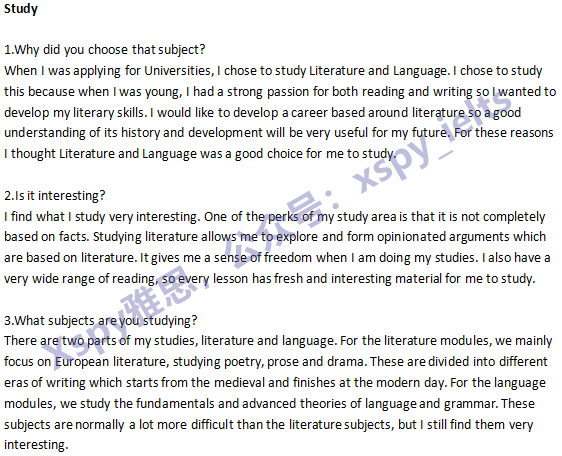 Study
1.Why did you choose that subject?
When I was applying for Universities, I chose to study Literature and Language. I chose to study
this because when I was young, I had a strong passion for both reading and writing so I wanted to
develop my literary skills. I would like to develop a career based around literature so a good
understanding of its history and development will be very useful for my future. For these reasons
I thought Literature and Language was a good choice for me to study.
2.Is it interesting?
I find what I study very interesting. One of the perks of my study area is that it is not completely
based on facts. Studying literature allows me to explore and form opinionated arguments which
are based on literature. It gives me a sense of freedom when I am doing my studies. I also have a
very wide range of reading, so every lesson has fresh and interesting material for me to study.
3.What subjects are you studying?
There are two parts of my studies, literature and language. For the literature modules, we mainly
focus on European literature, studying poetry, prose and drama. These are divided into different
eras of writing which starts from the medieval and finishes at the modern day. For the language
modules, we study the fundamentals and advanced theories of language and grammar. These
subjects are normally a lot more difficult than the literature subjects, but I still find them very
interesting.
Xspy雅思，公众号：xspy_ielts